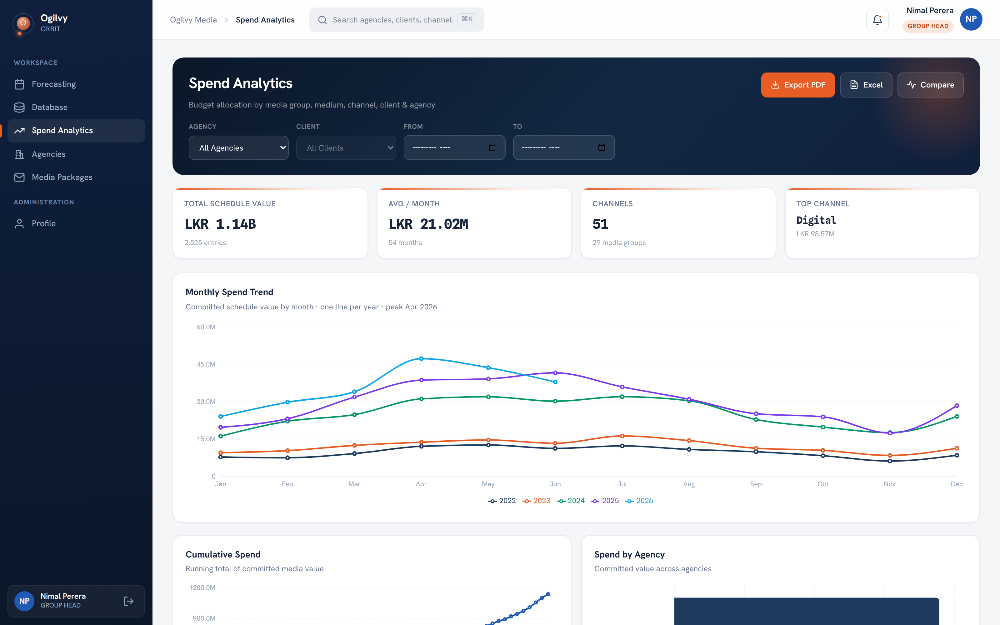 Ogilvy
ORBIT
WORKSPACE
Forecasting
Database
Spend Analytics
Agencies
Media Packages
ADMINISTRATION
Profile
NP
Nimal Perera
GROUP HEAD
Ogilvy Media
Spend Analytics
Search agencies, clients, channel
⌘K
Nimal Perera
GROUP HEAD
NP
Spend Analytics
Budget allocation by media group, medium, channel, client & agency
Export PDF
Excel
Compare
AGENCY
CLIENT
FROM
TO
All Agencies
All Clients
--------- ----
--------- ----
TOTAL SCHEDULE VALUE
LKR 1.14B
2,525 entries
AVG / MONTH
LKR 21.02M
54 months
CHANNELS
51
29 media groups
TOP CHANNEL
Digital
LKR 98.57M
Monthly Spend Trend
Committed schedule value by month · one line per year · peak Apr 2026
60.0M
45.0M
30.0M
15.0M
0
Jan Feb Mar Apr May Jun Jul Aug Sep Oct Nov Dec
2022 2023 2024 2025 2026
Cumulative Spend
Running total of committed media value
1200.0M
900.0M
Spend by Agency
Committed value across agencies